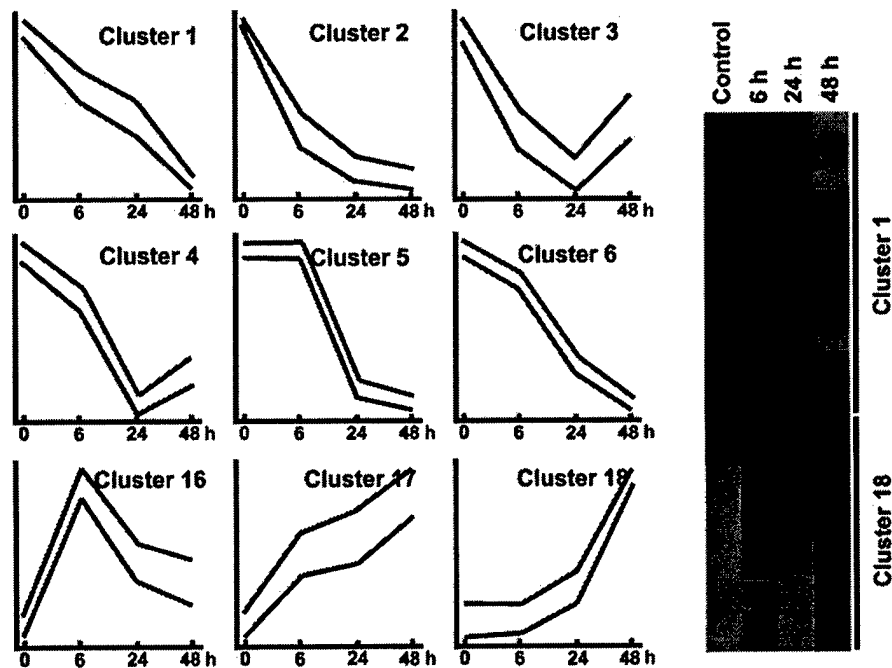 Cluster 1
0 6 24 48 h
Cluster 2
0 6 24 48 h
Cluster 3
0 6 24 48 h
Cluster 4
0 6 24 48 h
Cluster 5
0 6 24 48 h
Cluster 6
0 6 24 48 h
Cluster 16
0 6 24 48 h
Cluster 17
0 6 24 48 h
Cluster 18
0 6 24 48 h
Control
6 h
24 h
48 h
Cluster 1
Cluster 18